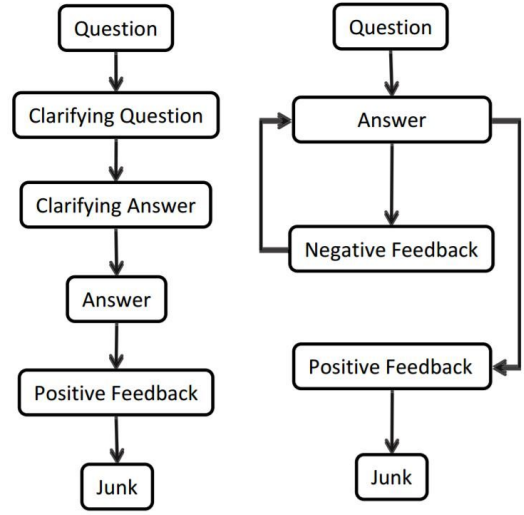 Question
Clarifying Question
Clarifying Answer
Answer
Positive Feedback
Junk
Question
Answer
Negative Feedback
Positive Feedback
Junk